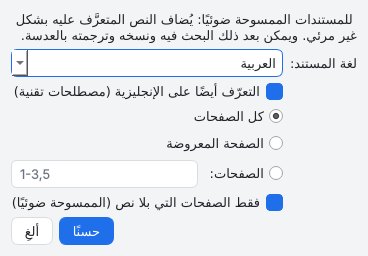 للمستندات الممسوحة ضوئيًا: يُضاف النص المتعرَّف عليه بشكل
غير مرئي. ويمكن بعد ذلك البحث فيه ونسخه وترجمته بالعدسة.
لغة المستند: العربية
التعرّف أيضًا على الإنجليزية (مصطلحات تقنية)
كل الصفحات
الصفحة المعروضة
الصفحات: 1-3,5
فقط الصفحات التي بلا نص (الممسوحة ضوئيًا)
حسنًا ألغِ